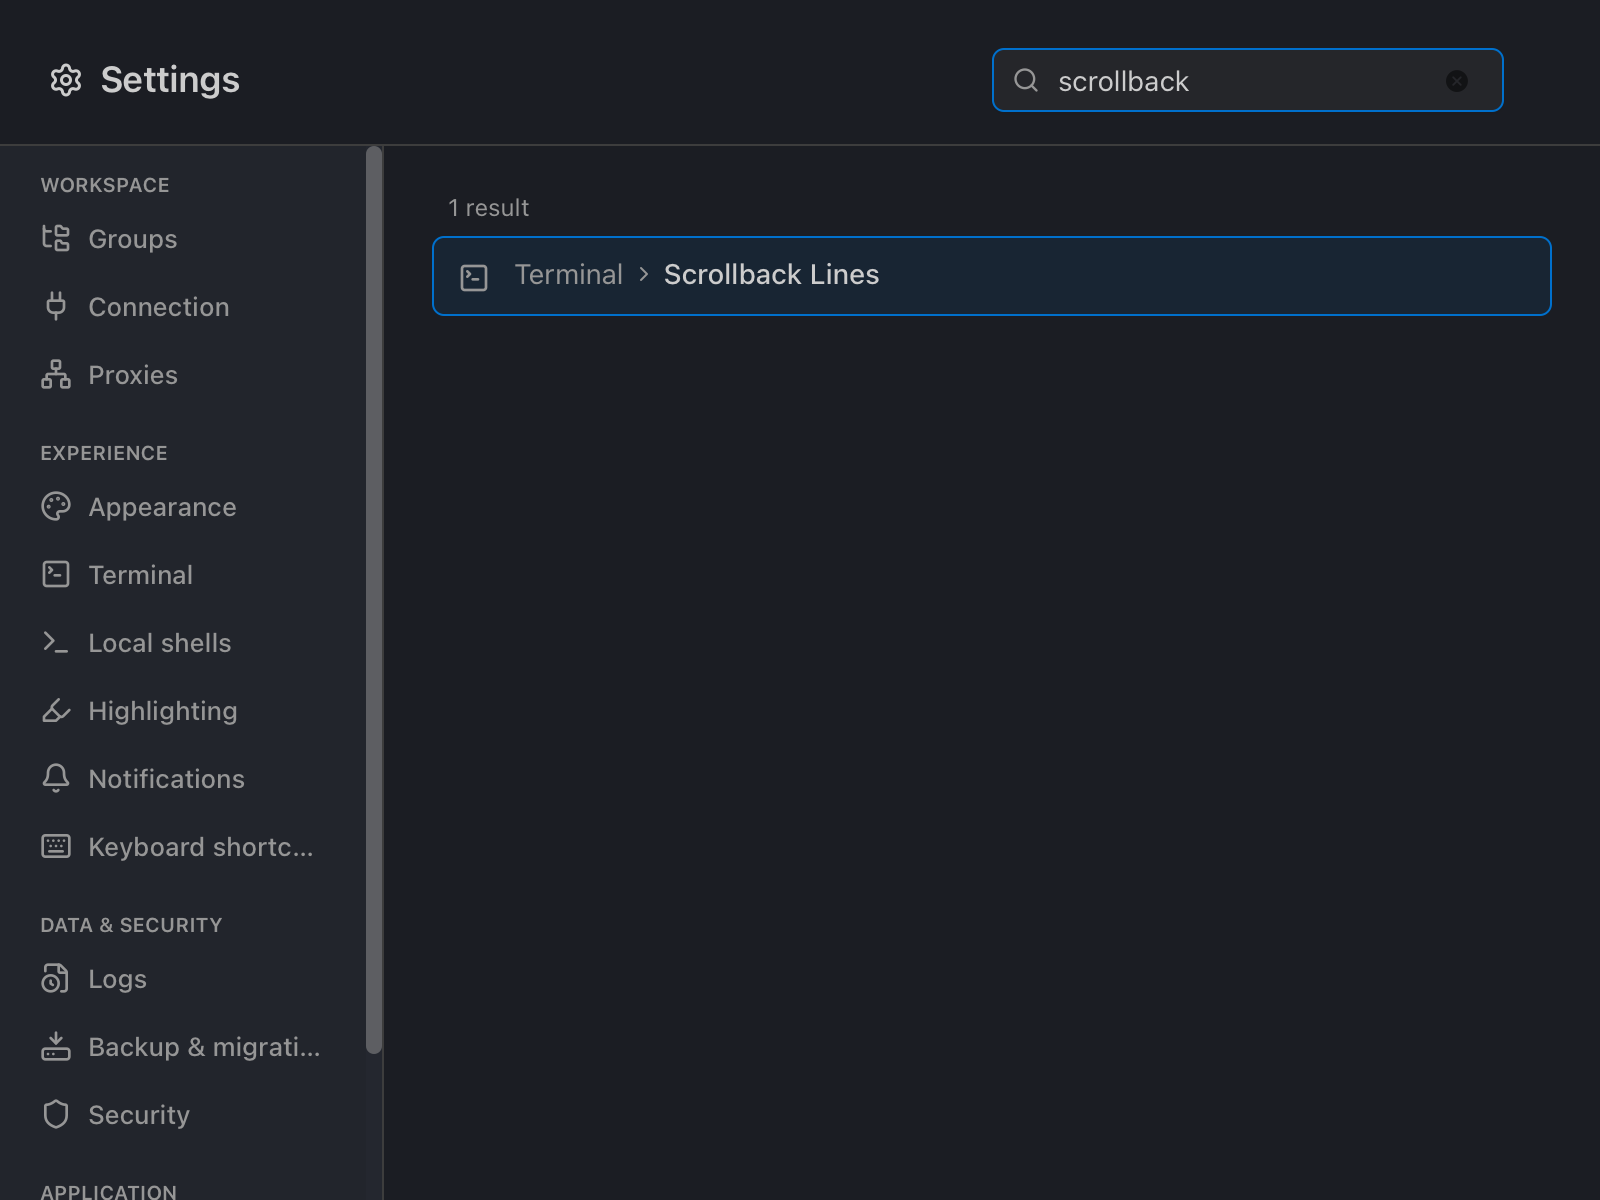 Settings
scrollback
WORKSPACE
Groups
Connection
Proxies
EXPERIENCE
Appearance
Terminal
Local shells
Highlighting
Notifications
Keyboard shortc...
DATA & SECURITY
Logs
Backup & migrati...
Security
APPLICATION
1 result
Terminal > Scrollback Lines